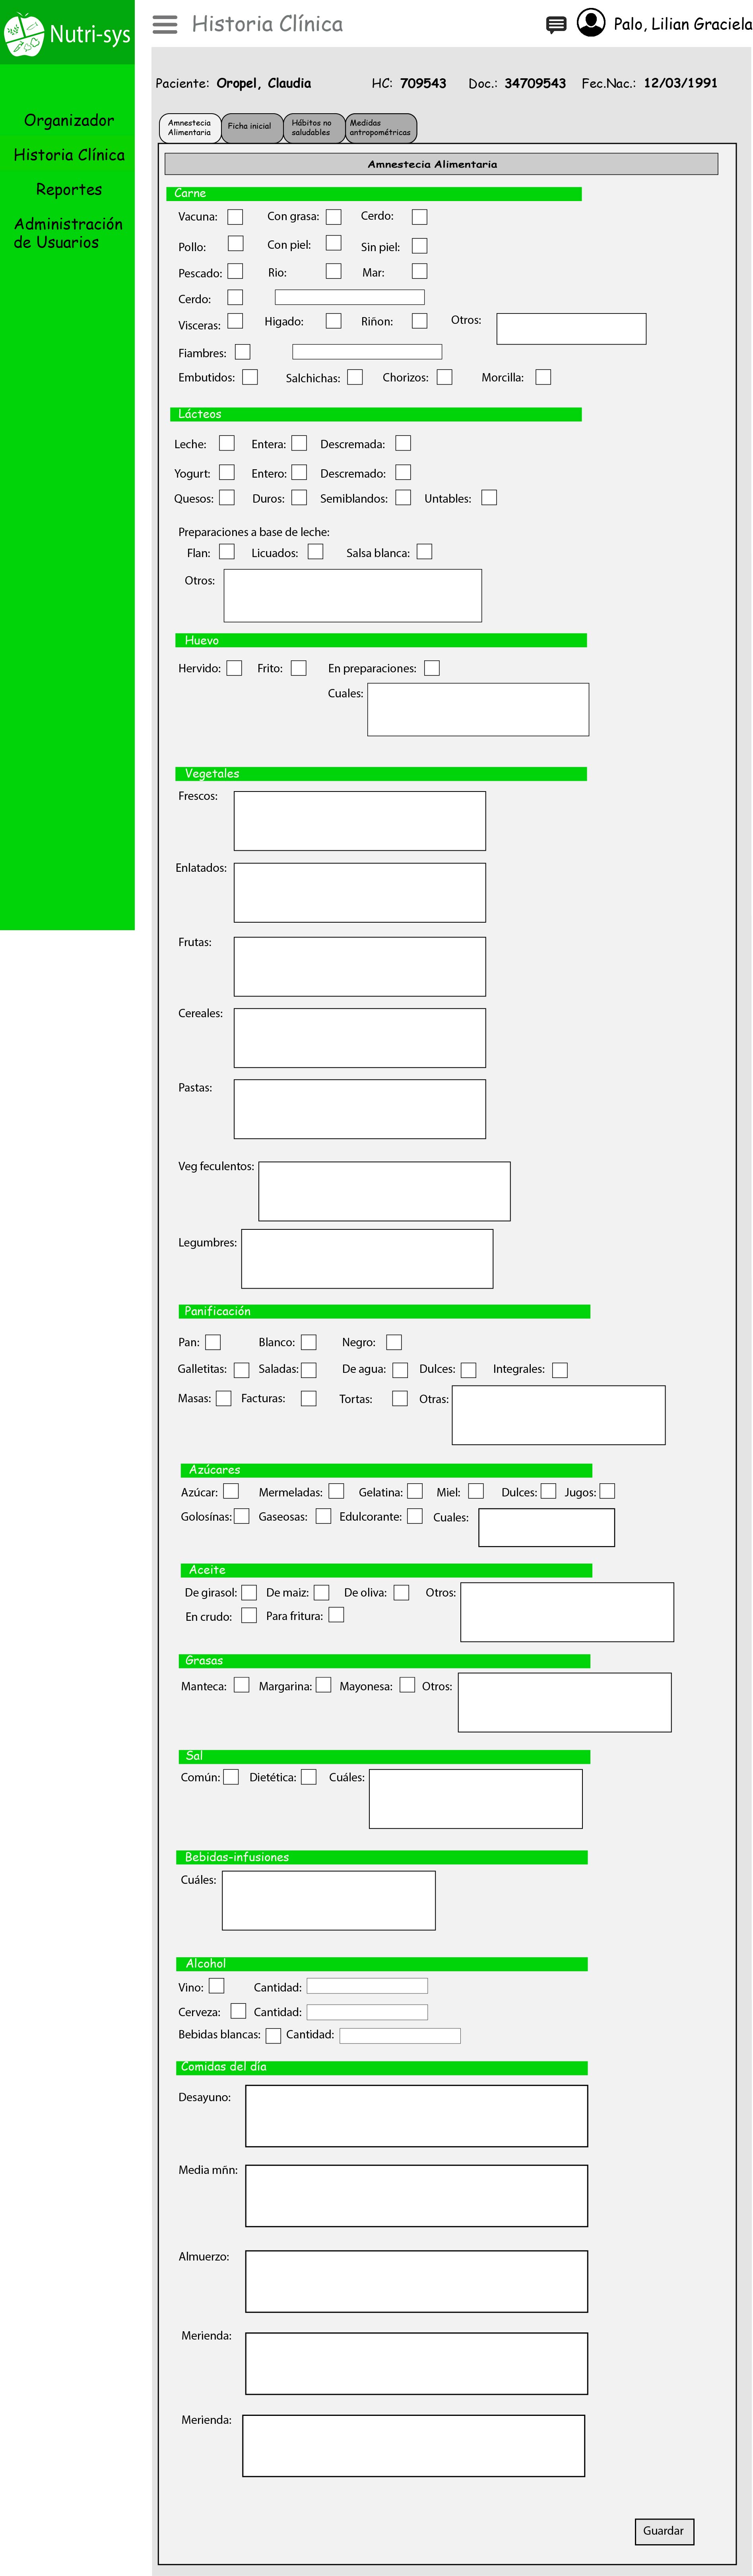 Nutri-sys
Historia Clínica
Palo, Lilian Graciela
Organizador
Historia Clínica
Reportes
Administración
de Usuarios
Paciente: Oropel, Claudia HC: 709543 Doc.: 34709543 Fec.Nac.: 12/03/1991
Amnestecia
Alimentaria
Ficha inicial
Hábitos no
saludables
Medidas
antropométricas
Amnestecia Alimentaria
Carne
Vacuna: Con grasa: Cerdo:
Pollo: Con piel: Sin piel:
Pescado: Rio: Mar:
Cerdo:
Visceras: Higado: Riñon: Otros:
Fiambres:
Embutidos: Salchichas: Chorizos: Morcilla:
Lácteos
Leche: Entera: Descremada:
Yogurt: Entero: Descremado:
Quesos: Duros: Semiblandos: Untables:
Preparaciones a base de leche:
Flan: Licuados: Salsa blanca:
Otros:
Huevo
Hervido: Frito: En preparaciones:
Cuales:
Vegetales
Frescos:
Enlatados:
Frutas:
Cereales:
Pastas:
Veg feculentos:
Legumbres:
Panificación
Pan: Blanco: Negro:
Galletitas: Saladas: De agua: Dulces: Integrales:
Masas: Facturas: Tortas: Otras:
Azúcares
Azúcar: Mermeladas: Gelatina: Miel: Dulces: Jugos:
Golosínas: Gaseosas: Edulcorante: Cuales:
Aceite
De girasol: De maiz: De oliva: Otros:
En crudo: Para fritura:
Grasas
Manteca: Margarina: Mayonesa: Otros:
Sal
Común: Dietética: Cuáles:
Bebidas-infusiones
Cuáles:
Alcohol
Vino: Cantidad:
Cerveza: Cantidad:
Bebidas blancas: Cantidad:
Comidas del día
Desayuno:
Media mñn:
Almuerzo:
Merienda:
Merienda:
Guardar